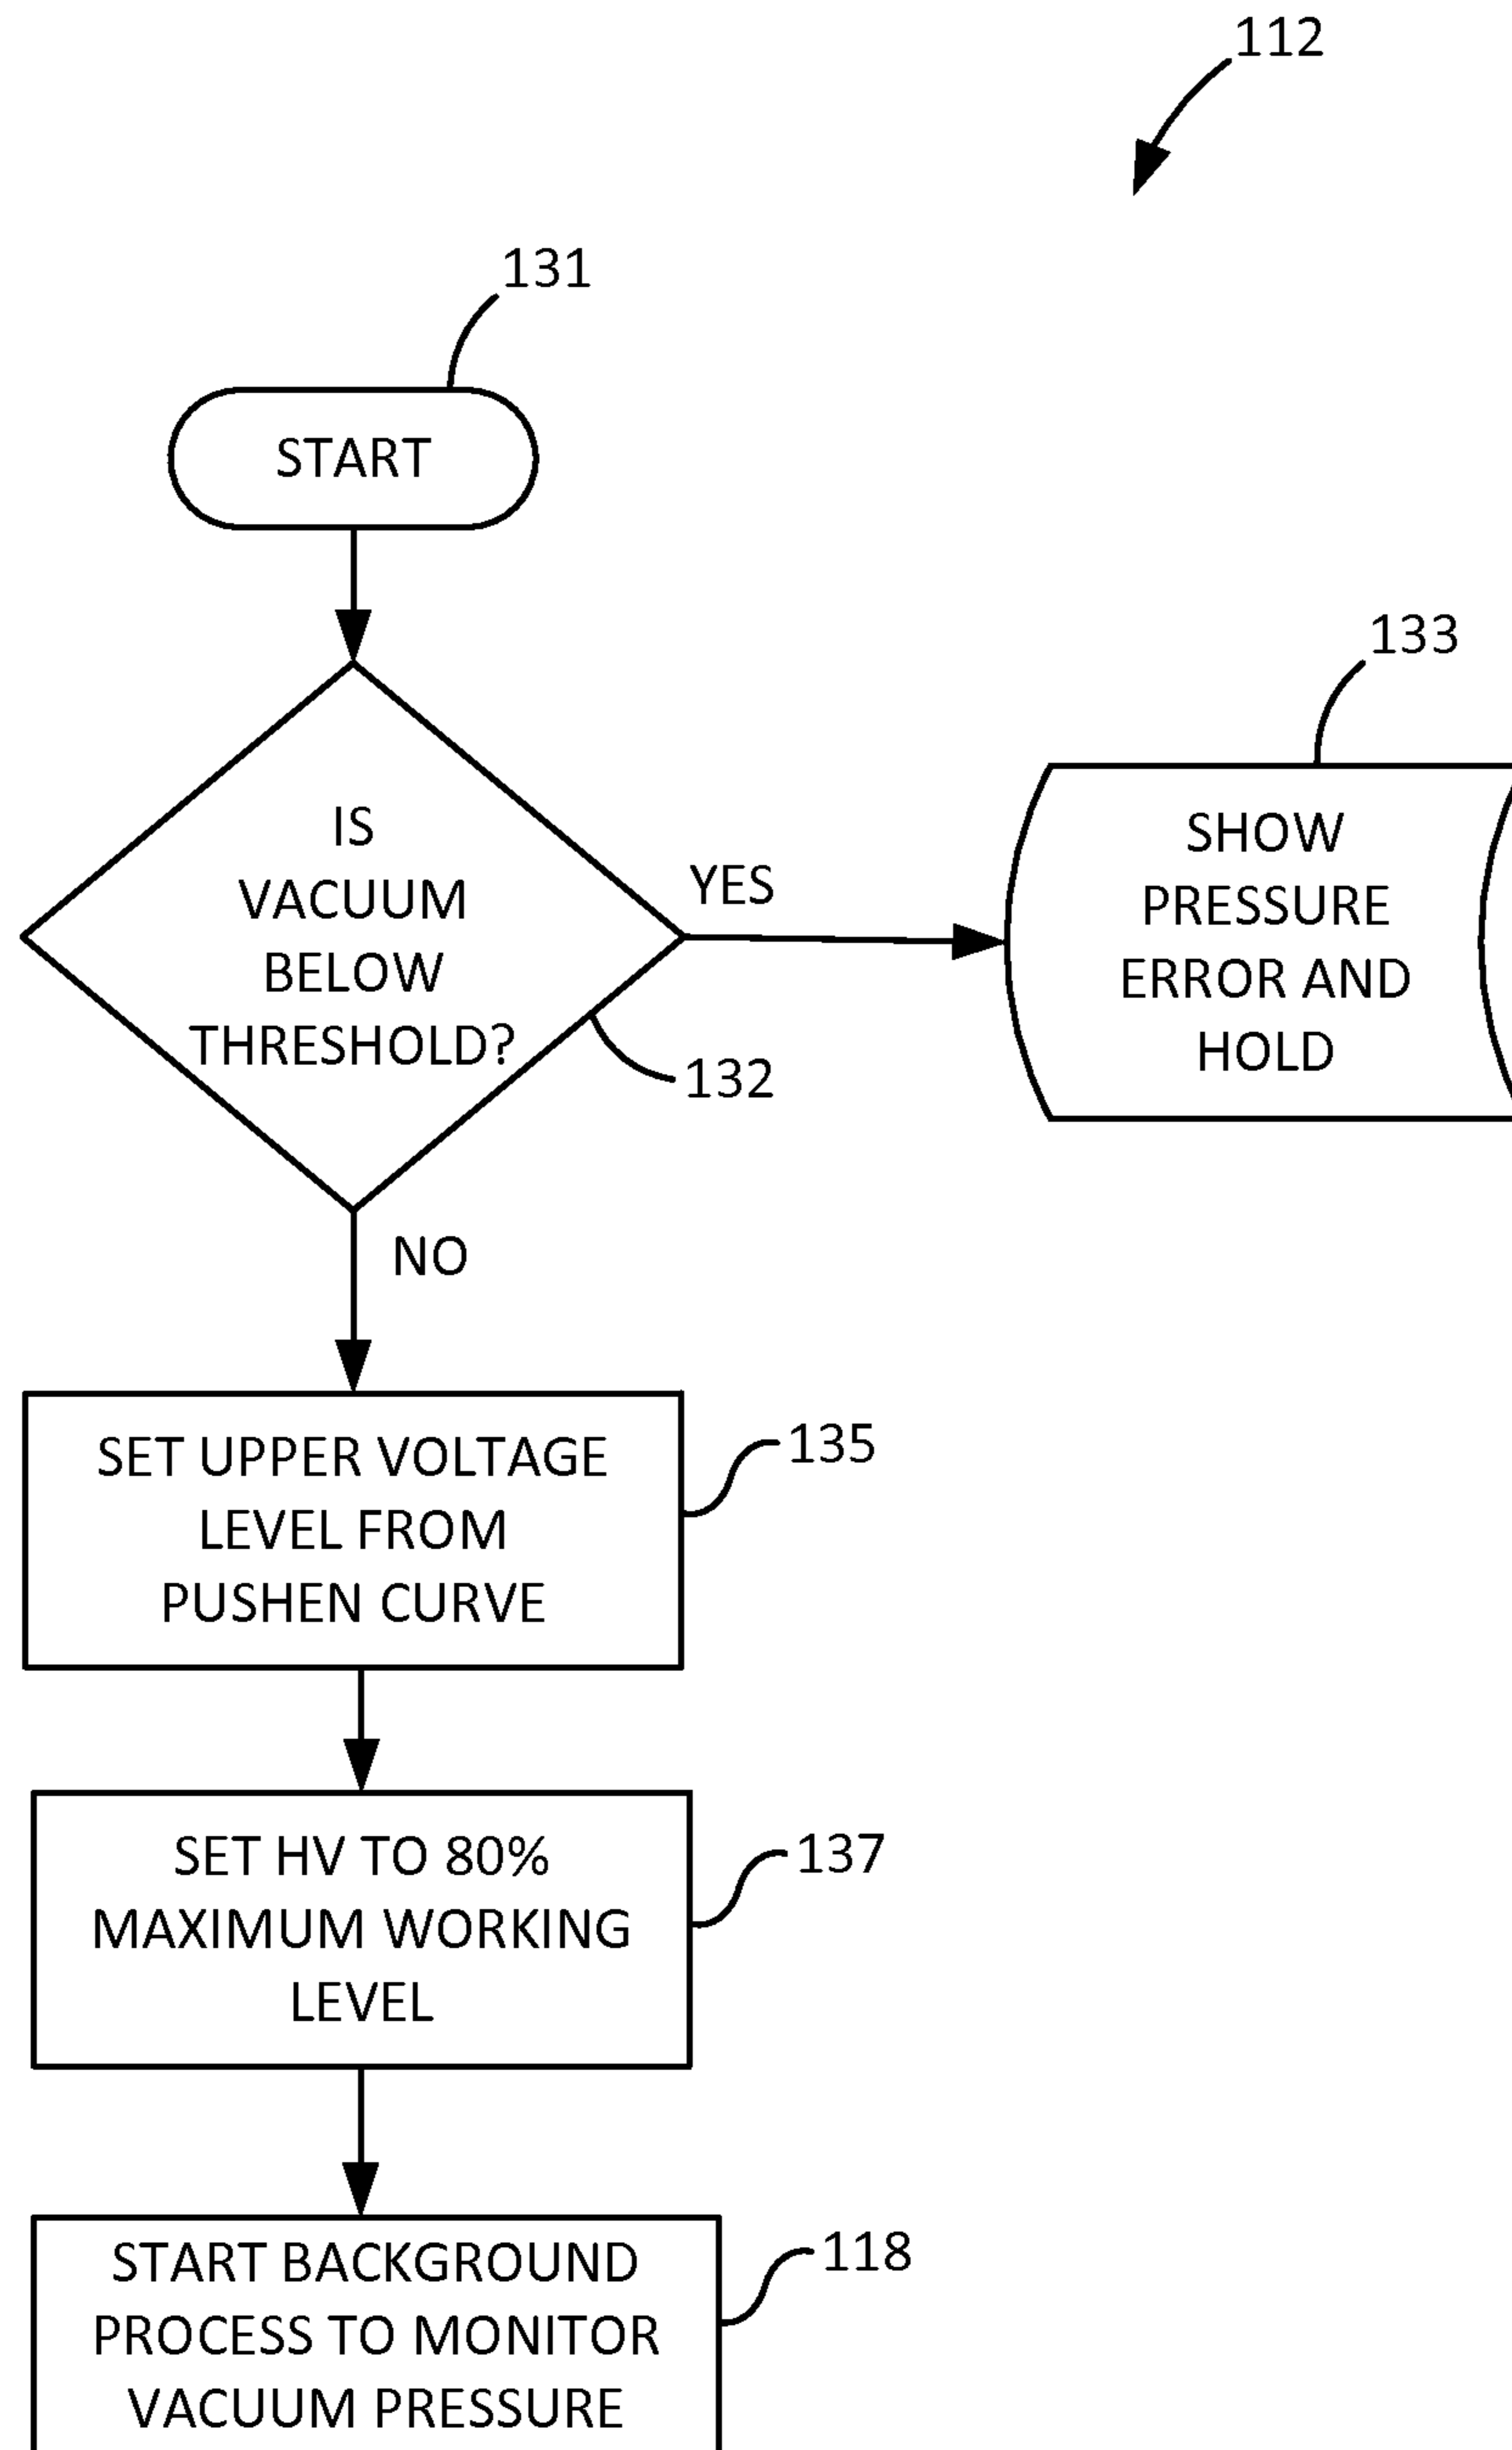 112
131
START
IS
VACUUM
BELOW
THRESHOLD?
YES
132
133
SHOW
PRESSURE
ERROR AND
HOLD
NO
SET UPPER VOLTAGE
LEVEL FROM
PUSHEN CURVE
135
SET HV TO 80%
MAXIMUM WORKING
LEVEL
137
START BACKGROUND
PROCESS TO MONITOR
VACUUM PRESSURE
118